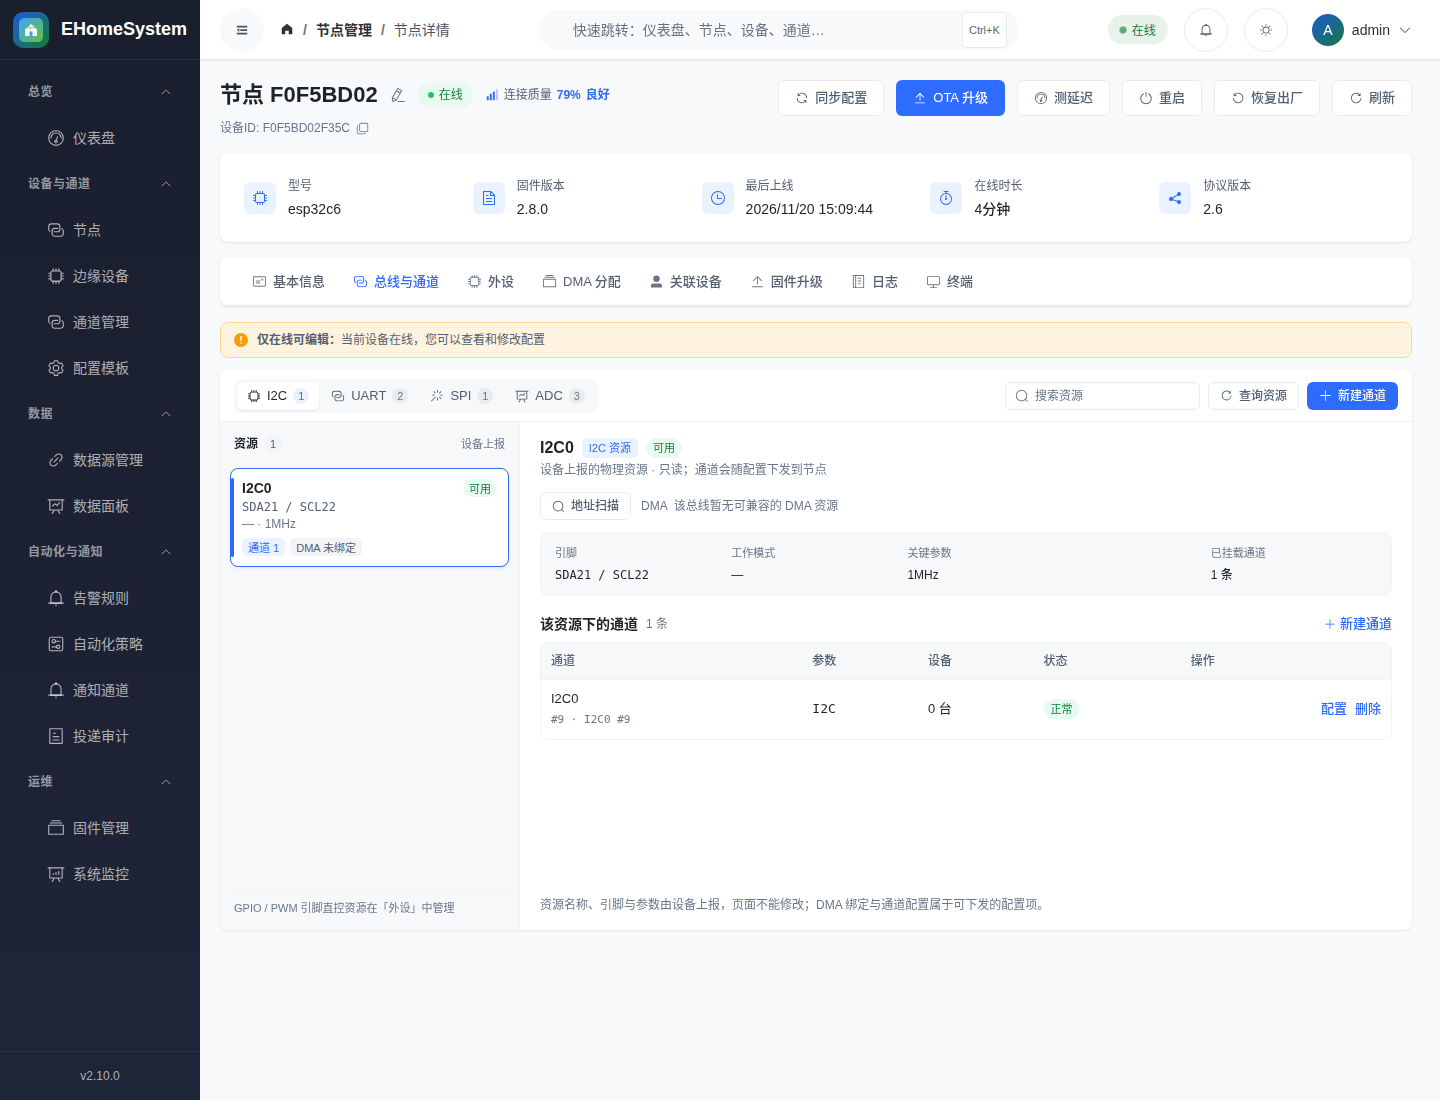 EHomeSystem
总览
仪表盘
设备与通道
节点
边缘设备
通道管理
配置模板
数据
数据源管理
数据面板
自动化与通知
告警规则
自动化策略
通知通道
投递审计
运维
固件管理
系统监控
v2.10.0
/ 节点管理 / 节点详情
快速跳转：仪表盘、节点、设备、通道…
Ctrl+K
在线
A admin
节点 F0F5BD02 在线 连接质量 79% 良好
设备ID: F0F5BD02F35C
同步配置 OTA 升级 测延迟 重启 恢复出厂 刷新
型号
esp32c6
固件版本
2.8.0
最后上线
2026/11/20 15:09:44
在线时长
4分钟
协议版本
2.6
基本信息 总线与通道 外设 DMA 分配 关联设备 固件升级 日志 终端
仅在线可编辑：当前设备在线，您可以查看和修改配置
I2C 1 UART 2 SPI 1 ADC 3
搜索资源 查询资源 新建通道
资源 1 设备上报
I2C0 可用
SDA21 / SCL22
— · 1MHz
通道 1 DMA 未绑定
GPIO / PWM 引脚直控资源在「外设」中管理
I2C0 I2C 资源 可用
设备上报的物理资源 · 只读；通道会随配置下发到节点
地址扫描 DMA 该总线暂无可兼容的 DMA 资源
引脚 工作模式 关键参数 已挂载通道
SDA21 / SCL22 — 1MHz 1 条
该资源下的通道 1 条 新建通道
通道 参数 设备 状态 操作
I2C0
#9 · I2C0 #9
I2C 0 台 正常 配置 删除
资源名称、引脚与参数由设备上报，页面不能修改；DMA 绑定与通道配置属于可下发的配置项。